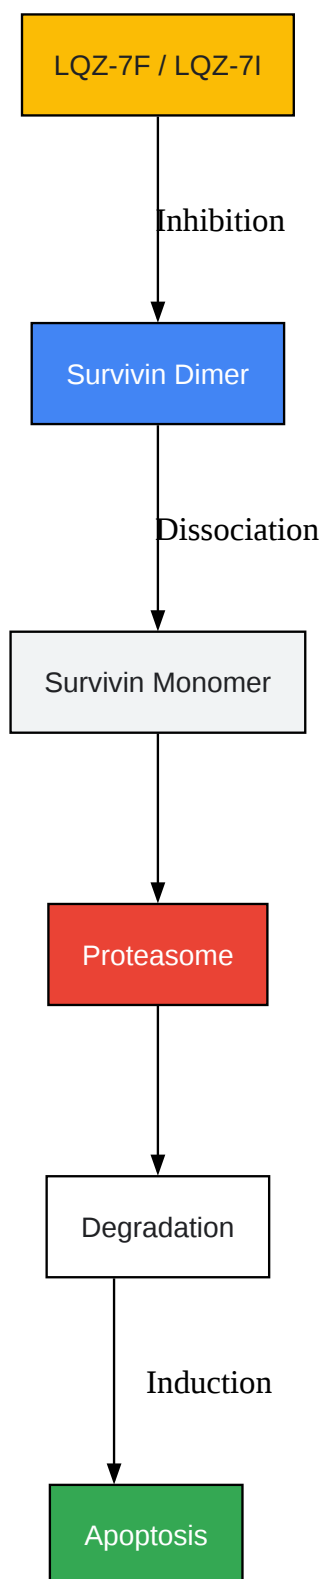 LQZ-7F / LQZ-7I
Inhibition
Survivin Dimer
Dissociation
Survivin Monomer
Proteasome
Degradation
Induction
Apoptosis